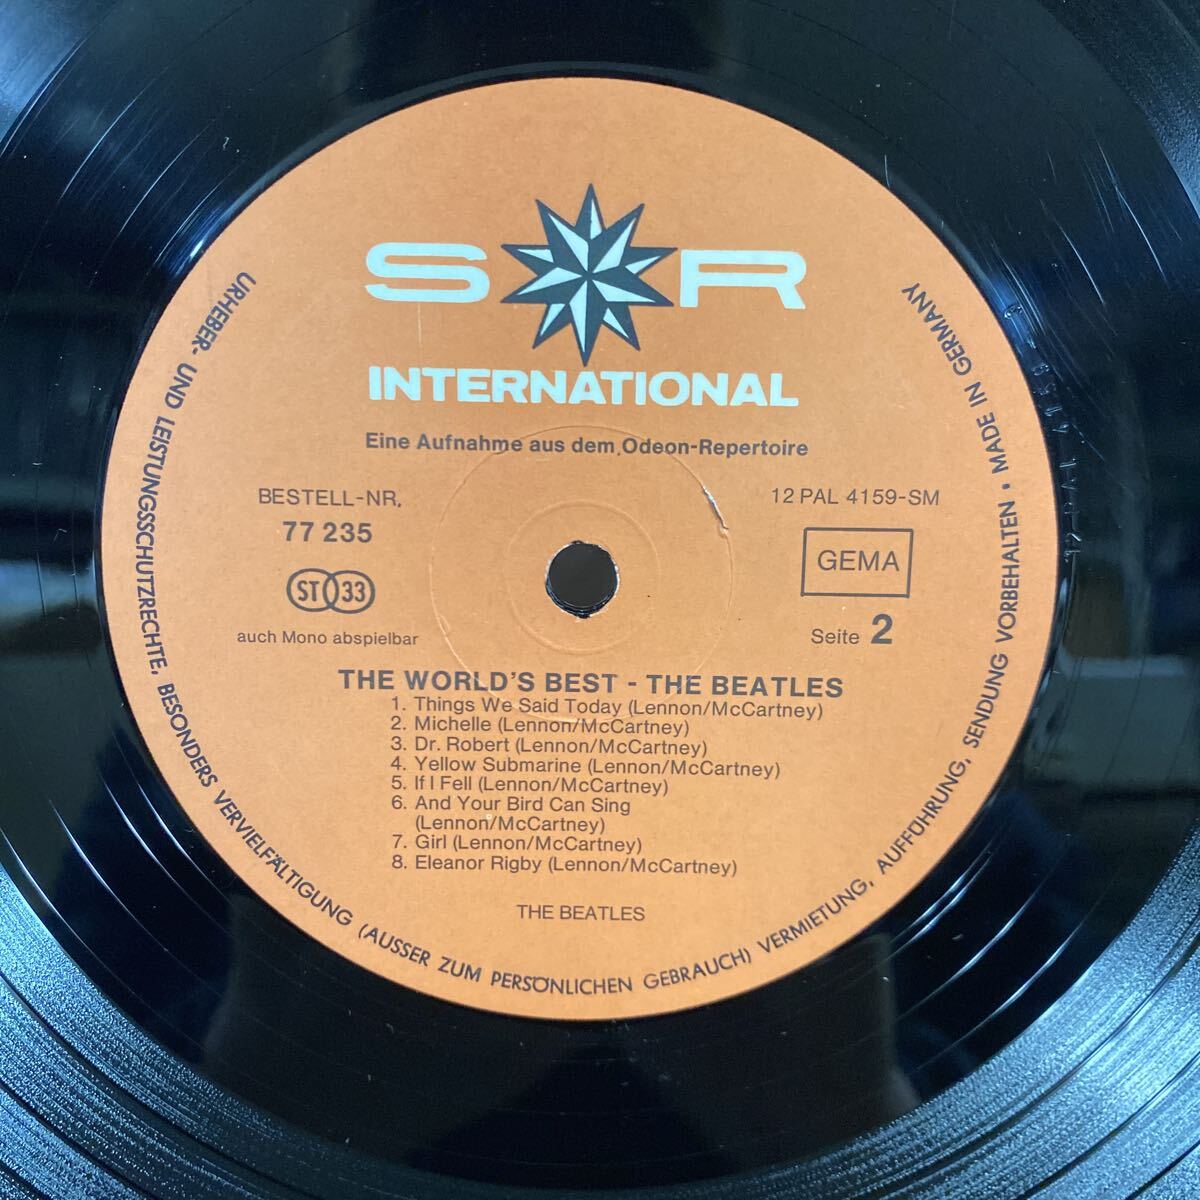 S R
INTERNATIONAL
Eine Aufnahme aus dem Odeon-Repertoire
BESTELL-NR.
77 235
ST 33
auch Mono abspielbar
12 PAL 4159-SM
GEMA
Seite 2
THE WORLD'S BEST - THE BEATLES
1. Things We Said Today (Lennon/McCartney)
2. Michelle (Lennon/McCartney)
3. Dr. Robert (Lennon/McCartney)
4. Yellow Submarine (Lennon/McCartney)
5. If I Fell (Lennon/McCartney)
6. And Your Bird Can Sing
(Lennon/McCartney)
7. Girl (Lennon/McCartney)
8. Eleanor Rigby (Lennon/McCartney)
THE BEATLES
URHEBER- UND LEISTUNGSSCHUTZRECHTE, BESONDERS VERVIELFÄLTIGUNG (AUSSER ZUM PERSÖNLICHEN GEBRAUCH) VERMIETUNG, AUFFÜHRUNG, SENDUNG VORBEHALTEN • MADE IN GERMANY